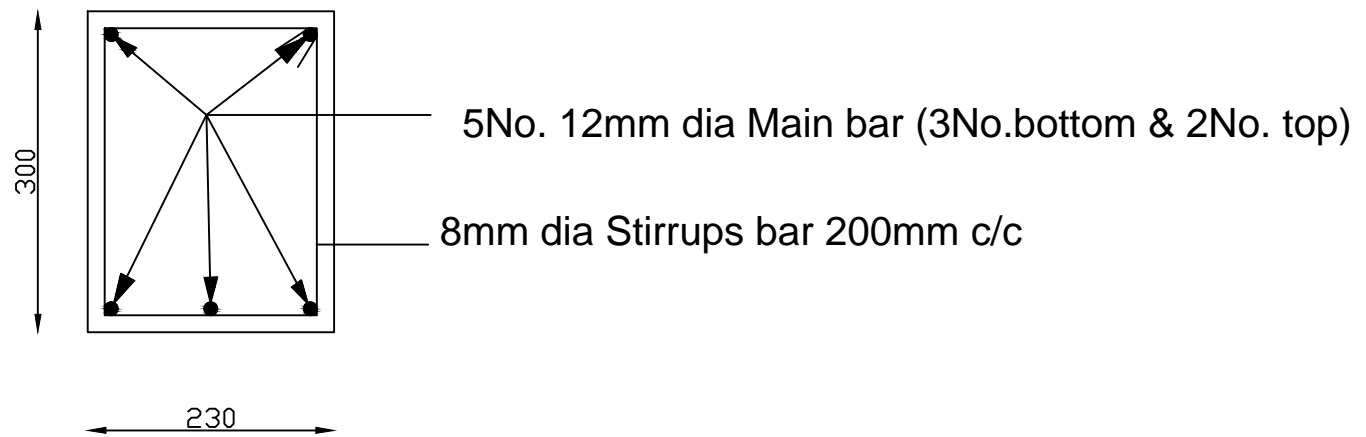 5No. 12mm dia Main bar (3No.bottom & 2No. top)
300
8mm dia Stirrups bar 200mm c/c
230